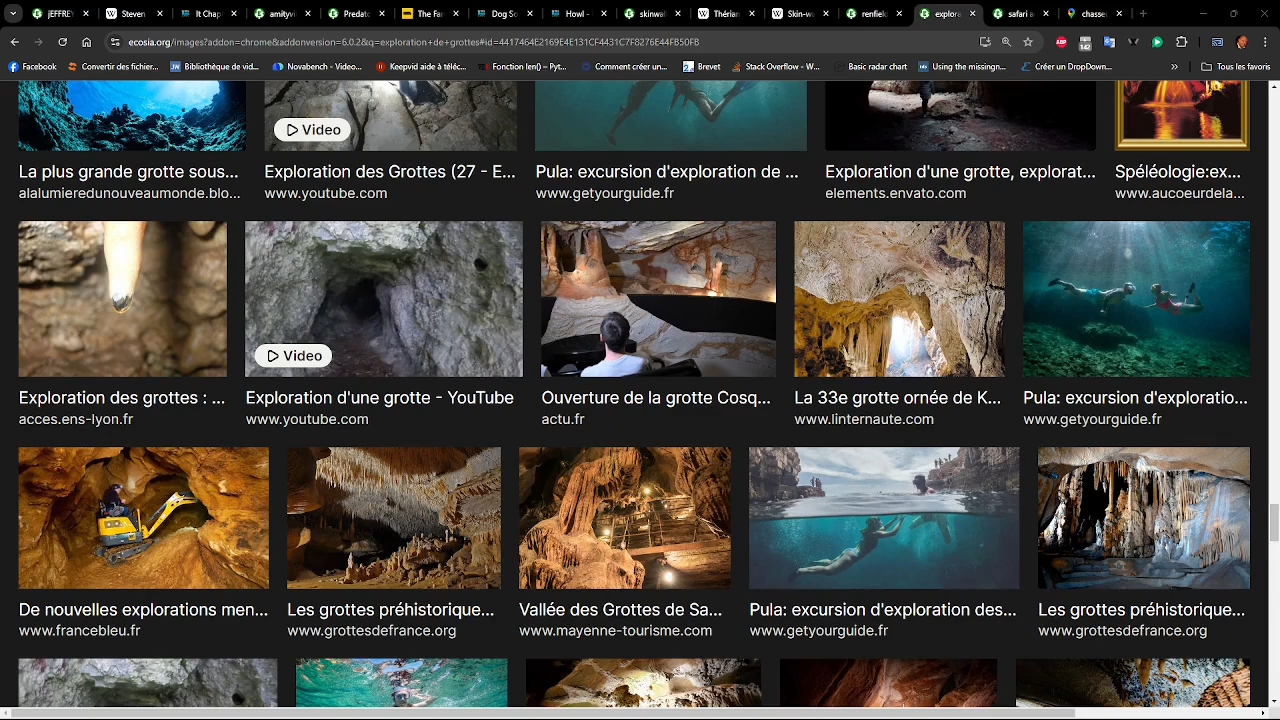 jEFFREY
Steven
It Chap
amityvi
Predato
The Far
Dog So
Howl -
skinwal
Thérian
Skin-w
renfiel
explora
safari a
chasse
ecosia.org/images?addon=chrome&addonversion=6.0.2&q=exploration+de+grottes#id=4417464E2169E4E131CF4431C7F8276E44FB50FB
142
Facebook
Convertir des fichier...
Bibliothèque de vid...
Novabench - Video...
Keepvid aide à téléc...
Fonction len() – Pyt...
Comment créer un...
Brevet
Stack Overflow - W...
Basic radar chart
Using the missingn...
Créer un DropDown...
Tous les favoris
Video
La plus grande grotte sous...
alalumieredunouveaumonde.blo...
Exploration des Grottes (27 - E...
www.youtube.com
Pula: excursion d'exploration de ...
www.getyourguide.fr
Exploration d'une grotte, explorat...
elements.envato.com
Spéléologie:ex...
www.aucoeurdela...
Video
Exploration des grottes : ...
acces.ens-lyon.fr
Exploration d'une grotte - YouTube
www.youtube.com
Ouverture de la grotte Cosq...
actu.fr
La 33e grotte ornée de K...
www.linternaute.com
Pula: excursion d'exploratio...
www.getyourguide.fr
De nouvelles explorations men...
www.francebleu.fr
Les grottes préhistorique...
www.grottesdefrance.org
Vallée des Grottes de Sa...
www.mayenne-tourisme.com
Pula: excursion d'exploration des...
www.getyourguide.fr
Les grottes préhistorique...
www.grottesdefrance.org